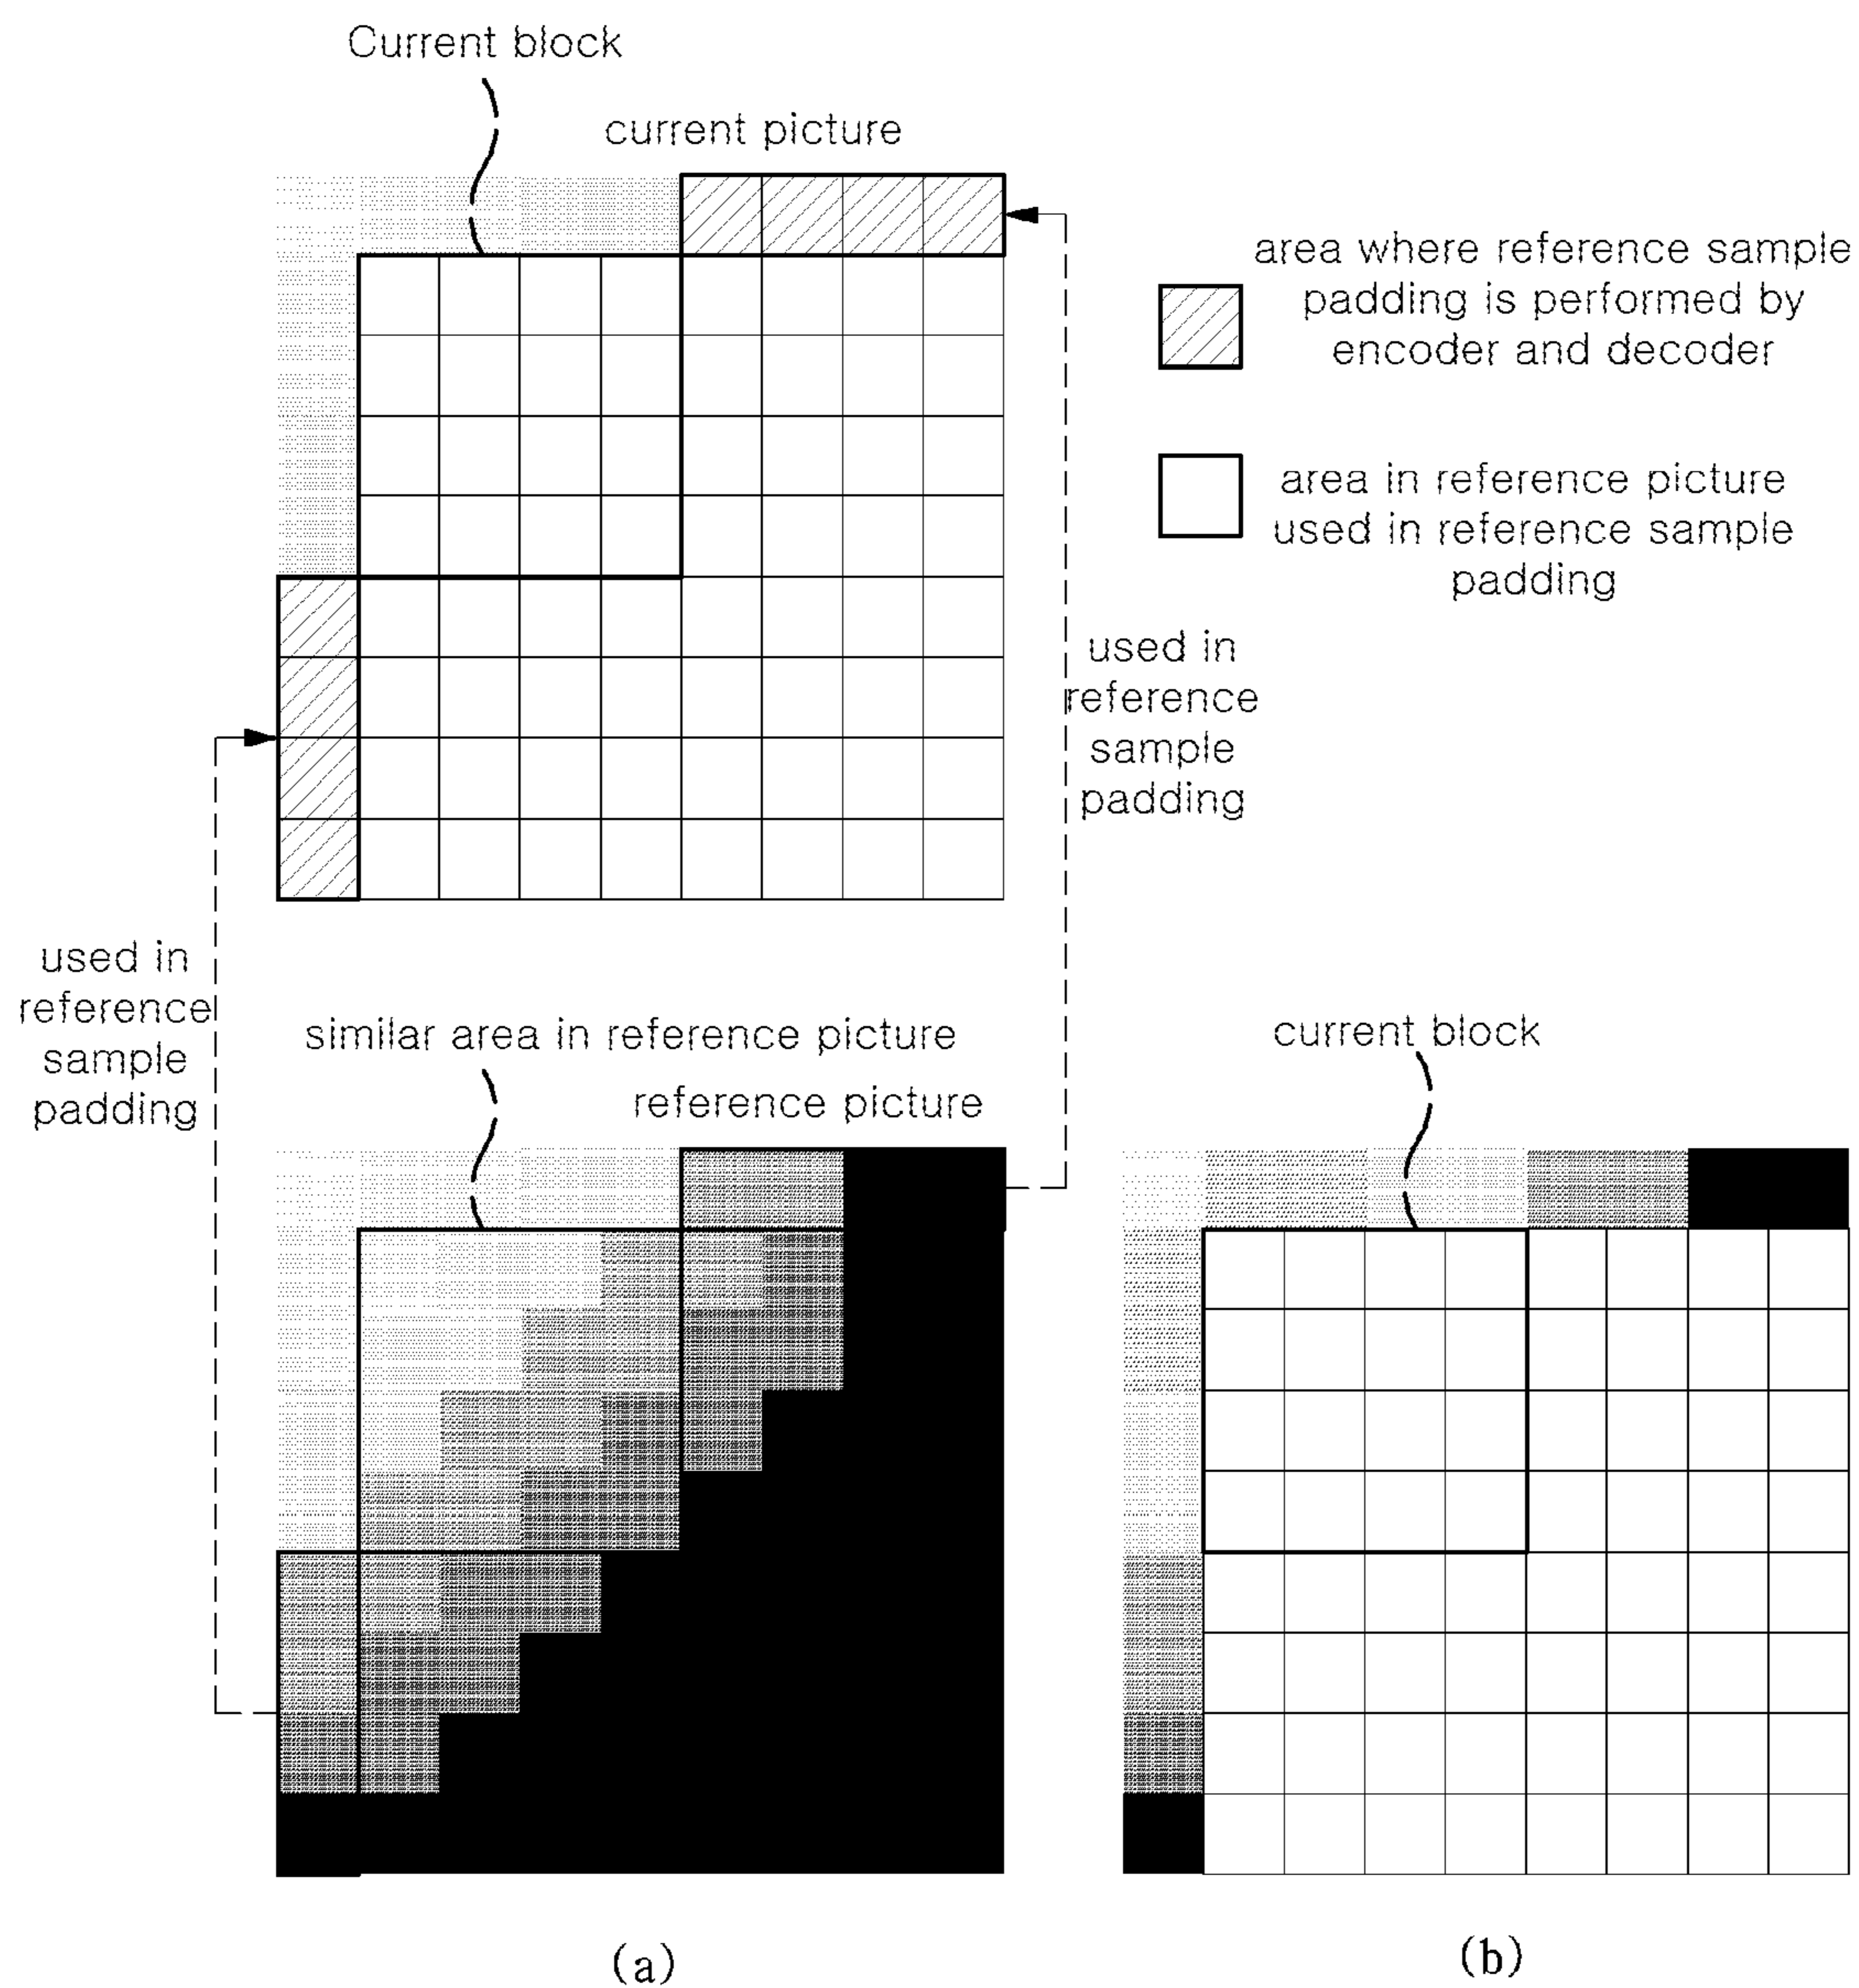 Current block
current picture
area where reference sample
padding is performed by
encoder and decoder
area in reference picture
used in reference sample
padding
used in
reference
sample
padding
used in
reference
sample
padding
similar area in reference picture
reference picture
current block
(a)
(b)